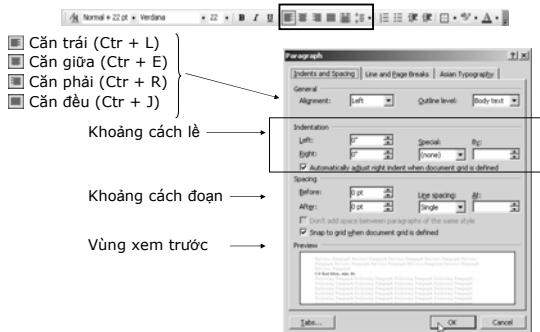 Normal + 22 pt • Verdana 22 B I U
Căn trái (Ctr + L)
Căn giữa (Ctr + E)
Căn phải (Ctr + R)
Căn đều (Ctr + J)
Khoảng cách lề
Khoảng cách đoạn
Vùng xem trước
Paragraph
Indents and Spacing Line and Page Breaks Asian Typography
General
Alignment: Left Outline level: Body text
Indentation
Left: 0" Special: By:
Right: 0" (none)
Automatically adjust right indent when document grid is defined
Spacing
Before: 0 pt Line spacing: At:
After: 0 pt Single
Don't add space between paragraphs of the same style
Snap to grid when document grid is defined
Preview
Tabs... OK Cancel